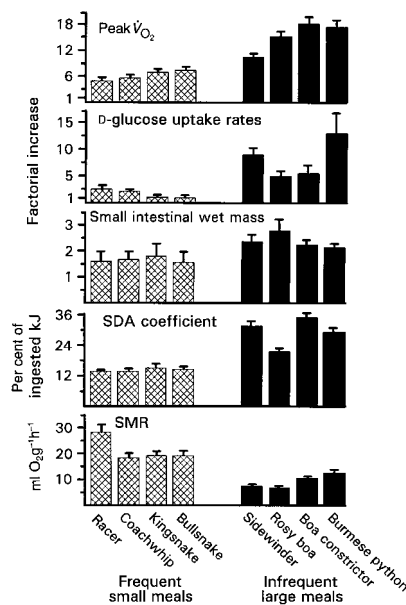 Factorial increase
Peak V̇O₂
18
12
6
1
D-glucose uptake rates
15
10
5
1
Small intestinal wet mass
3
2
1
Per cent of
ingested kJ
SDA coefficient
36
24
12
ml O₂g⁻¹h⁻¹
SMR
30
20
10
Racer
Coachwhip
Kingsnake
Bullsnake
Sidewinder
Rosy boa
Boa constrictor
Burmese python
Frequent
small meals
Infrequent
large meals